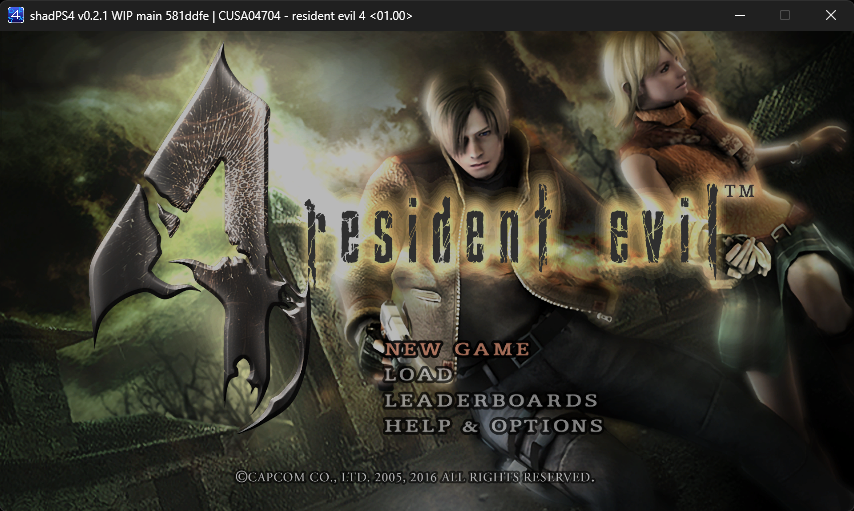 shadPS4 v0.2.1 WIP main 581ddfe | CUSA04704 - resident evil 4 <01.00>
4
resident evil™
NEW GAME
LOAD
LEADERBOARDS
HELP & OPTIONS
©CAPCOM CO., LTD. 2005, 2016 ALL RIGHTS RESERVED.